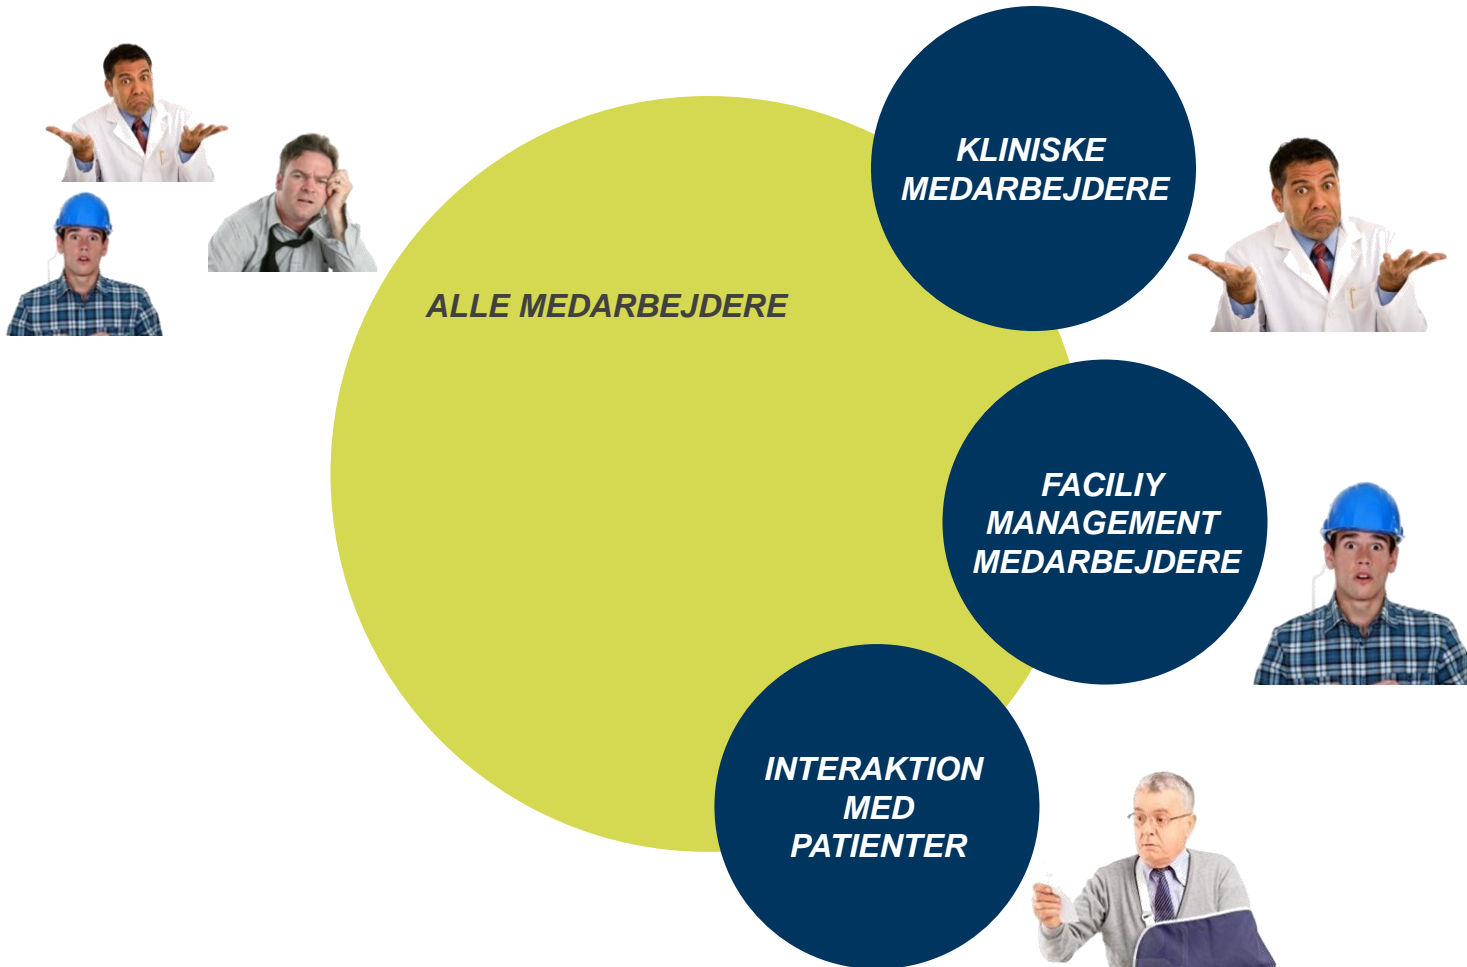 KLINISKE
MEDARBEJDERE
ALLE MEDARBEJDERE
FACILIY
MANAGEMENT
MEDARBEJDERE
INTERAKTION
MED
PATIENTER